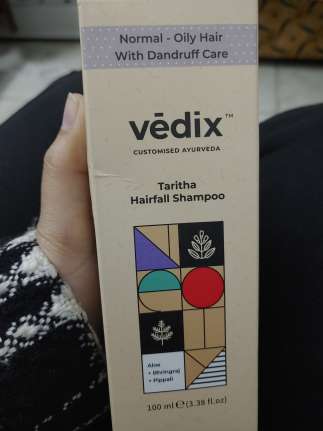 Normal - Oily Hair
With Dandruff Care
vēdix™
CUSTOMISED AYURVEDA
Taritha
Hairfall Shampoo
Aloe
• Bhringraj
• Pippali
100 ml ℮ (3.38 fl.oz)